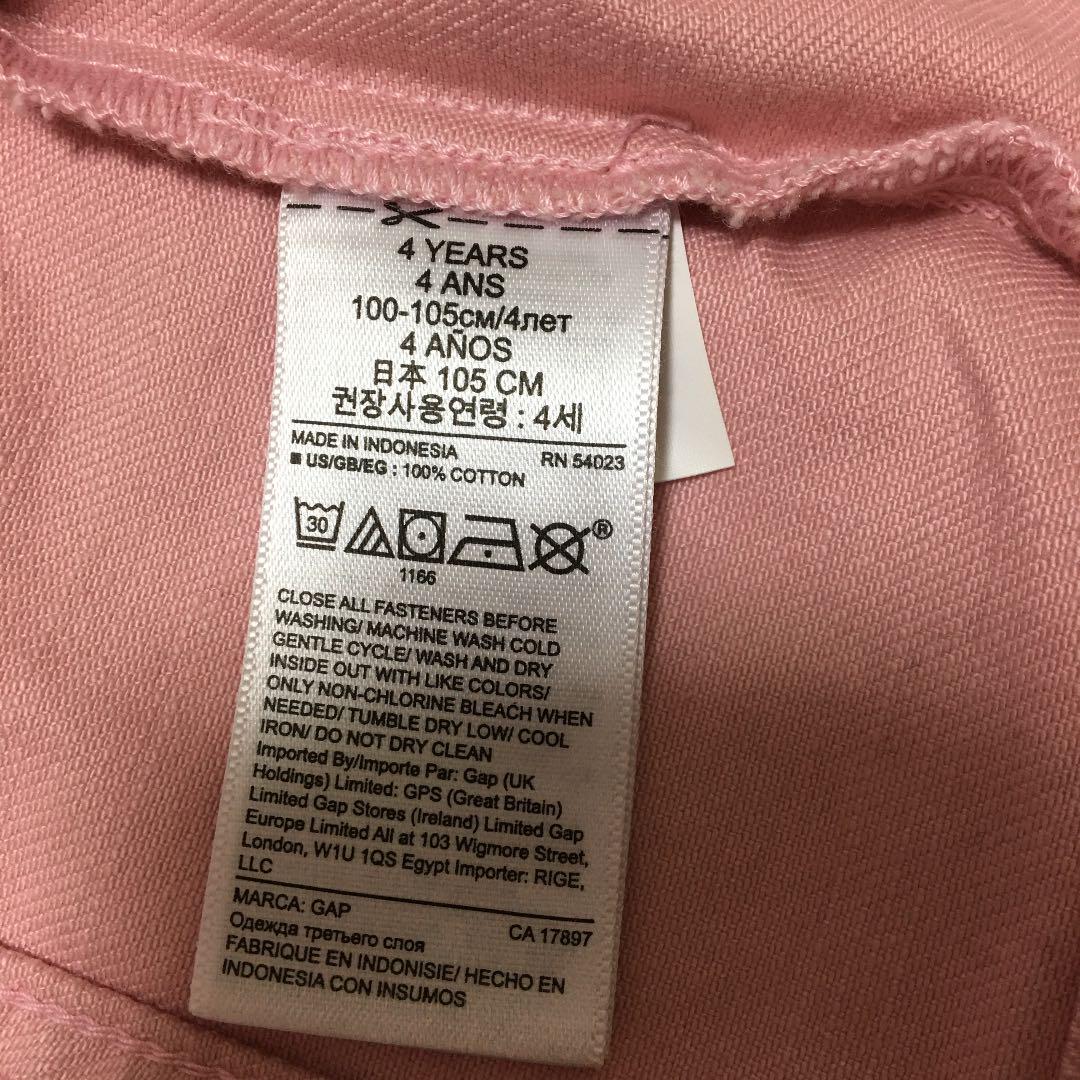 4 YEARS
4 ANS
100-105см/4лет
4 AÑOS
日本 105 CM
권장사용연령 : 4세
MADE IN INDONESIA RN 54023
■ US/GB/EG : 100% COTTON
30 ®
1166
CLOSE ALL FASTENERS BEFORE
WASHING/ MACHINE WASH COLD
GENTLE CYCLE/ WASH AND DRY
INSIDE OUT WITH LIKE COLORS/
ONLY NON-CHLORINE BLEACH WHEN
NEEDED/ TUMBLE DRY LOW/ COOL
IRON/ DO NOT DRY CLEAN
Imported By/Importe Par: Gap (UK
Holdings) Limited: GPS (Great Britain)
Limited Gap Stores (Ireland) Limited Gap
Europe Limited All at 103 Wigmore Street,
London, W1U 1QS Egypt Importer: RIGE,
LLC
MARCA: GAP CA 17897
Одежда третьего слоя
FABRIQUE EN INDONISIE/ HECHO EN
INDONESIA CON INSUMOS